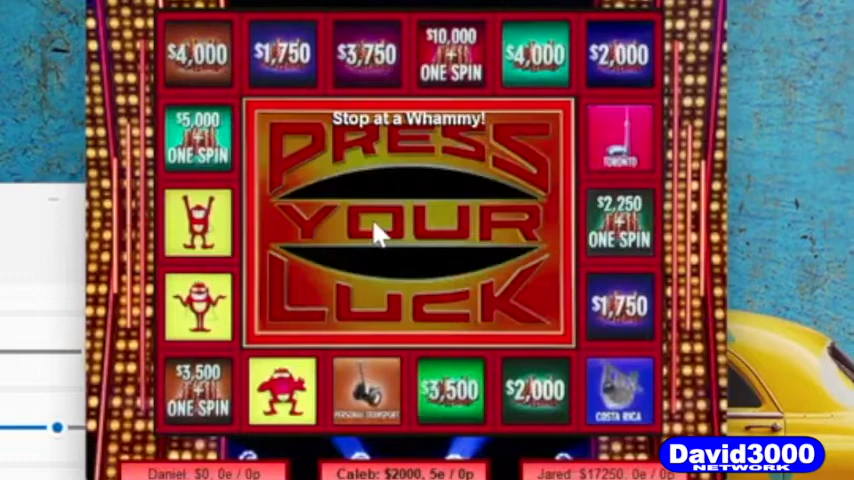 $4,000
$1,750
$3,750
$10,000
+
ONE SPIN
$4,000
$2,000
$5,000
+
ONE SPIN
Stop at a Whammy!
PRESS
YOUR
LUCK
TORONTO
$2,250
+
ONE SPIN
$1,750
$3,500
+
ONE SPIN
PERSONAL TRANSPORT
$3,500
$2,000
COSTA RICA
Daniel: $0, 0e / 0p
Caleb: $2000, 5e / 0p
Jared: $17250, 0e / 0p
David3000
NETWORK